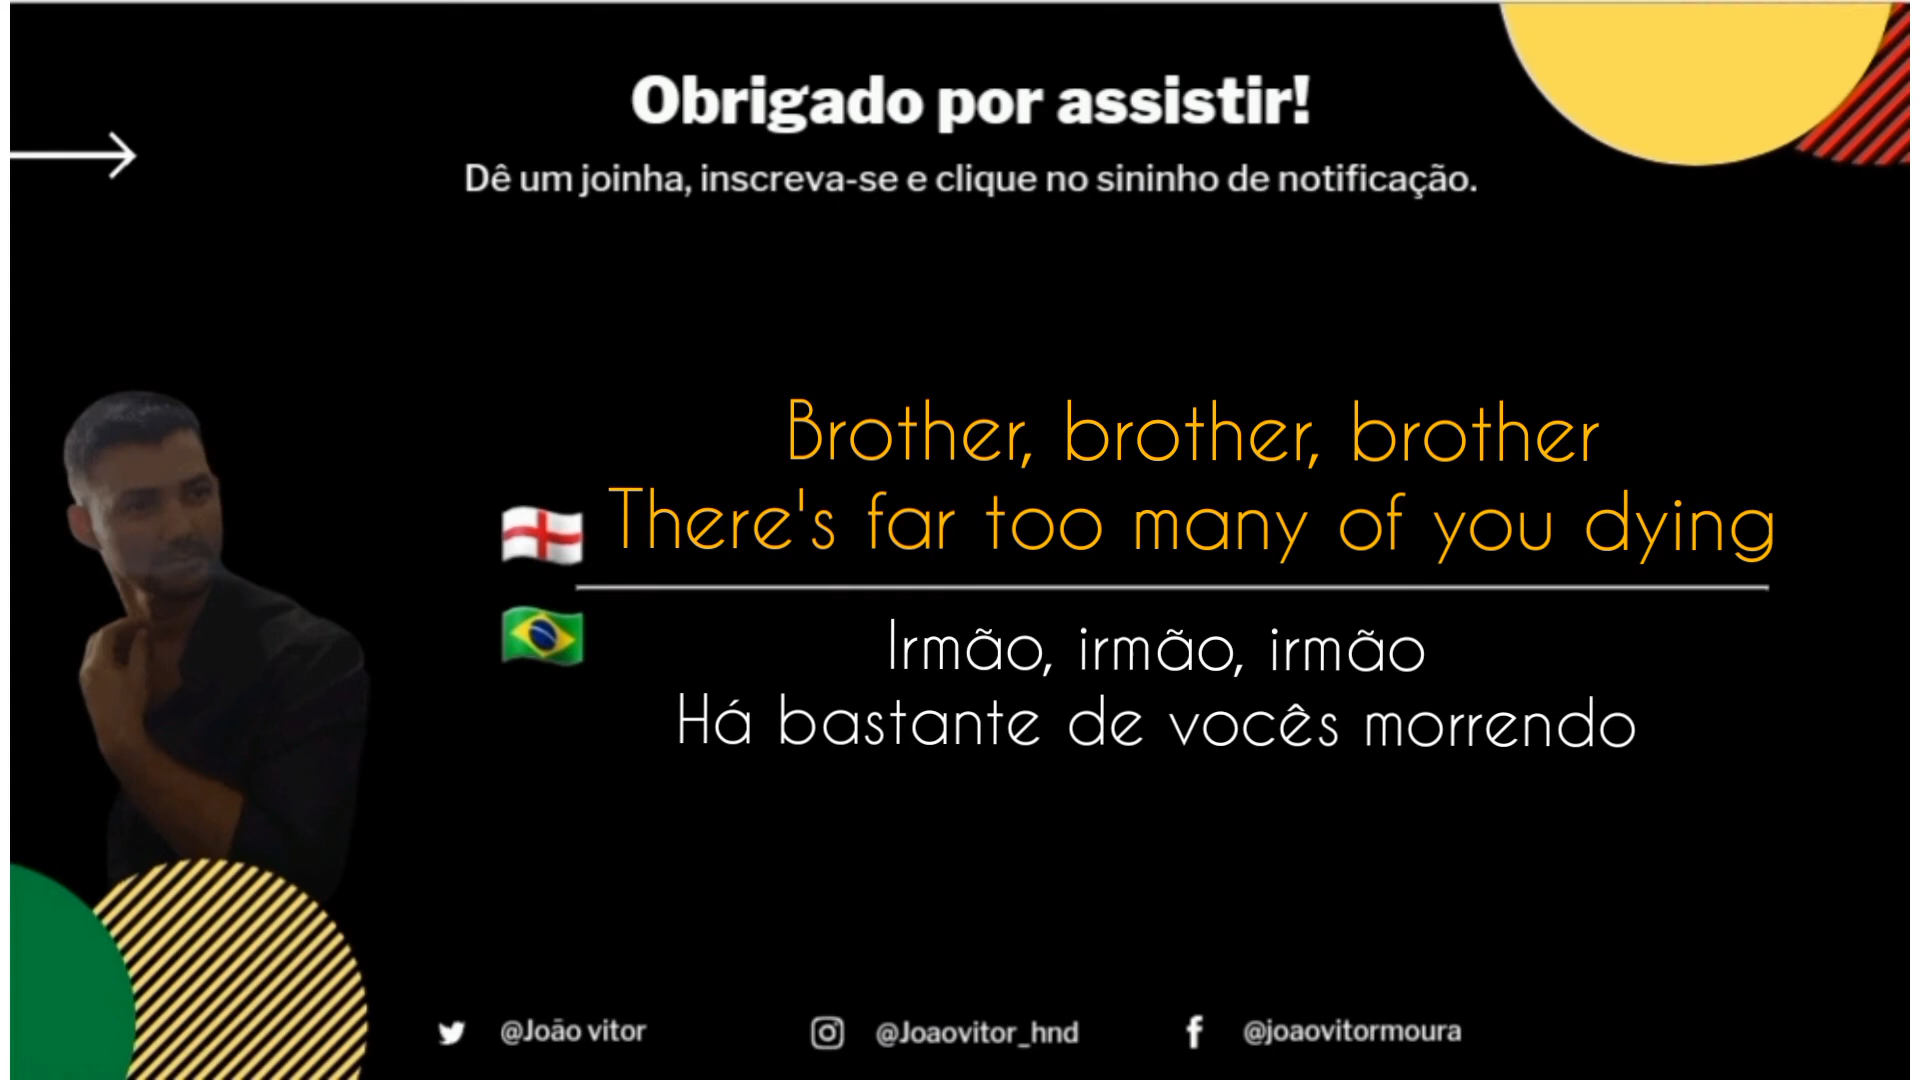 Obrigado por assistir!
Dê um joinha, inscreva-se e clique no sininho de notificação.
Brother, brother, brother
There's far too many of you dying
Irmão, irmão, irmão
Há bastante de vocês morrendo
@João vitor
@Joaovitor_hnd
@joaovitormoura